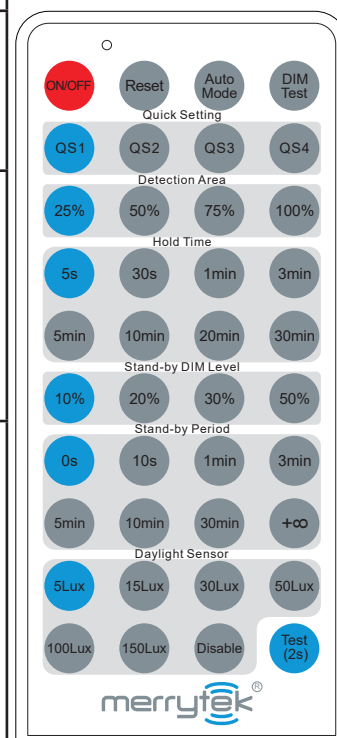 ON/OFF Reset Auto Mode DIM Test
Quick Setting
QS1 QS2 QS3 QS4
Detection Area
25% 50% 75% 100%
Hold Time
5s 30s 1min 3min
5min 10min 20min 30min
Stand-by DIM Level
10% 20% 30% 50%
Stand-by Period
0s 10s 1min 3min
5min 10min 30min +∞
Daylight Sensor
5Lux 15Lux 30Lux 50Lux
100Lux 150Lux Disable Test (2s)
merrytek®